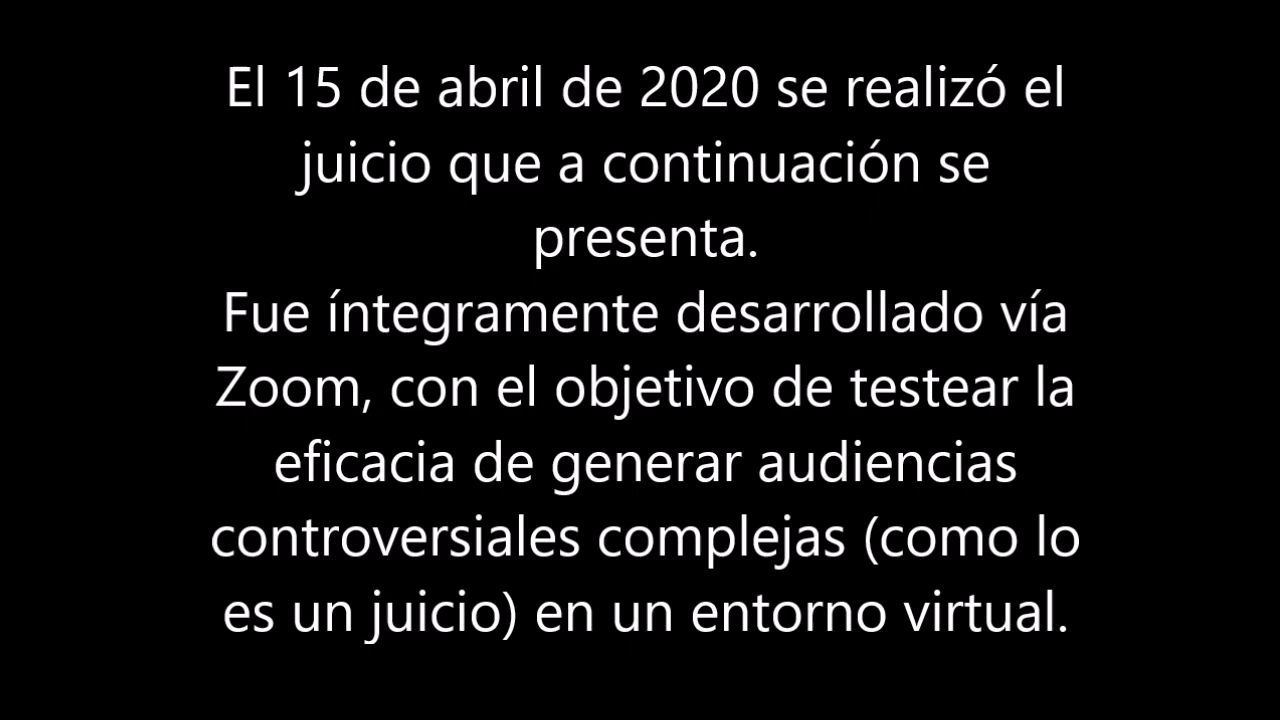 El 15 de abril de 2020 se realizó el
juicio que a continuación se
presenta.
Fue íntegramente desarrollado vía
Zoom, con el objetivo de testear la
eficacia de generar audiencias
controversiales complejas (como lo
es un juicio) en un entorno virtual.